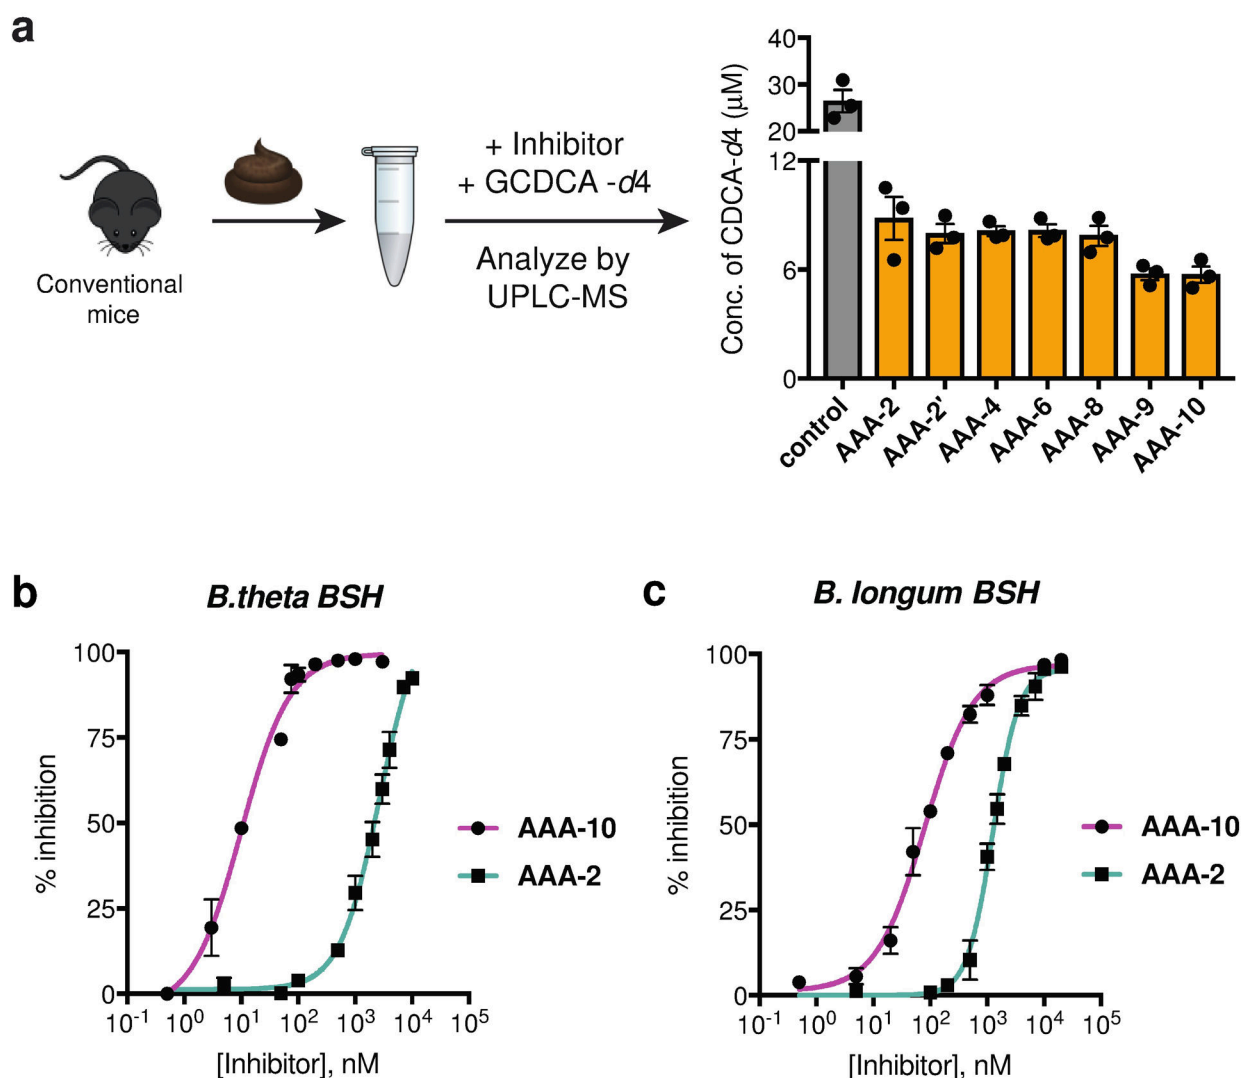 a
Conventional
mice
+ Inhibitor
+ GCDCA -d4
Analyze by
UPLC-MS
Conc. of CDCA-d4 (μM)
40
30
20
12
6
0
control
AAA-2
AAA-2'
AAA-4
AAA-6
AAA-8
AAA-9
AAA-10
b
B.theta BSH
% inhibition
100
75
50
25
0
10⁻¹
10⁰
10¹
10²
10³
10⁴
10⁵
[Inhibitor], nM
AAA-10
AAA-2
c
B. longum BSH
% inhibition
100
75
50
25
0
10⁻¹
10⁰
10¹
10²
10³
10⁴
10⁵
[Inhibitor], nM
AAA-10
AAA-2